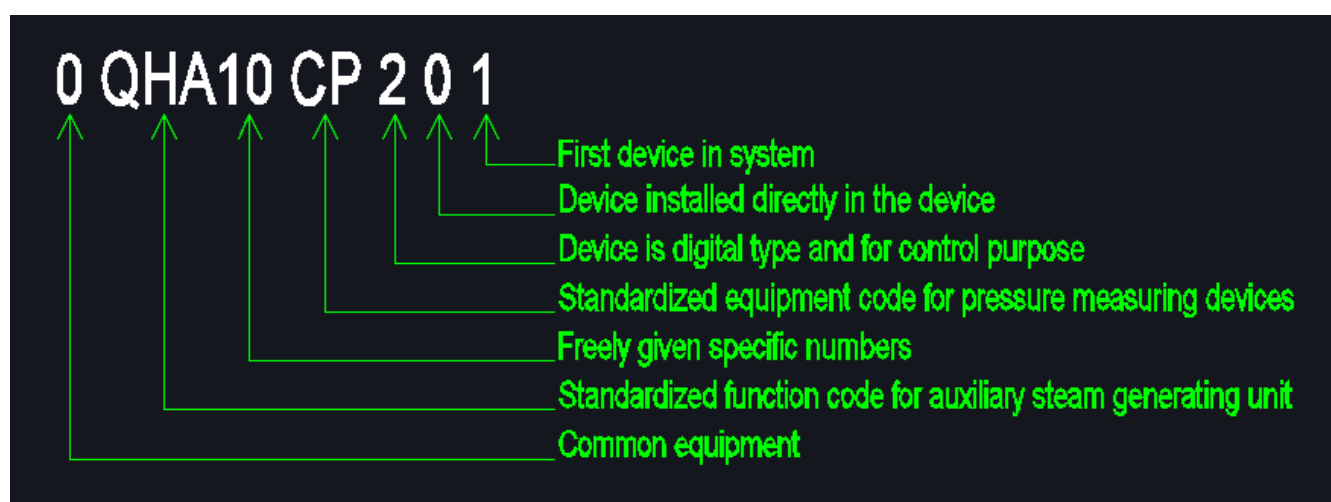 0 QHA10 CP 2 0 1
First device in system
Device installed directly in the device
Device is digital type and for control purpose
Standardized equipment code for pressure measuring devices
Freely given specific numbers
Standardized function code for auxiliary steam generating unit
Common equipment